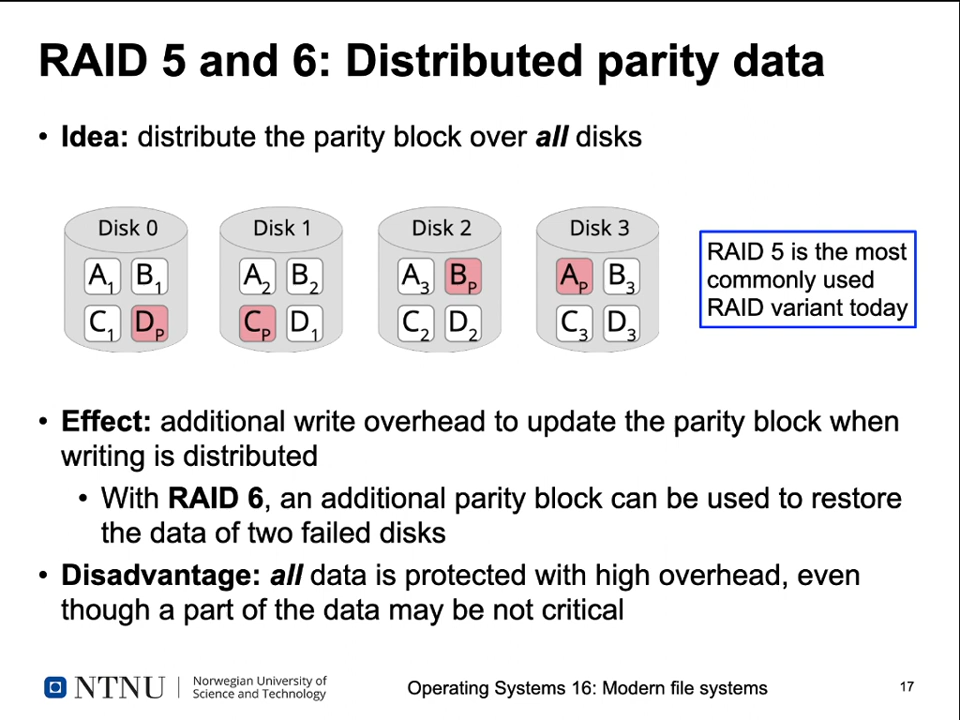 RAID 5 and 6: Distributed parity data
• Idea: distribute the parity block over all disks
Disk 0
A1 B1
C1 DP
Disk 1
A2 B2
CP D1
Disk 2
A3 BP
C2 D2
Disk 3
AP B3
C3 D3
RAID 5 is the most
commonly used
RAID variant today
• Effect: additional write overhead to update the parity block when
writing is distributed
• With RAID 6, an additional parity block can be used to restore
the data of two failed disks
• Disadvantage: all data is protected with high overhead, even
though a part of the data may be not critical
NTNU
Norwegian University of
Science and Technology
Operating Systems 16: Modern file systems
17